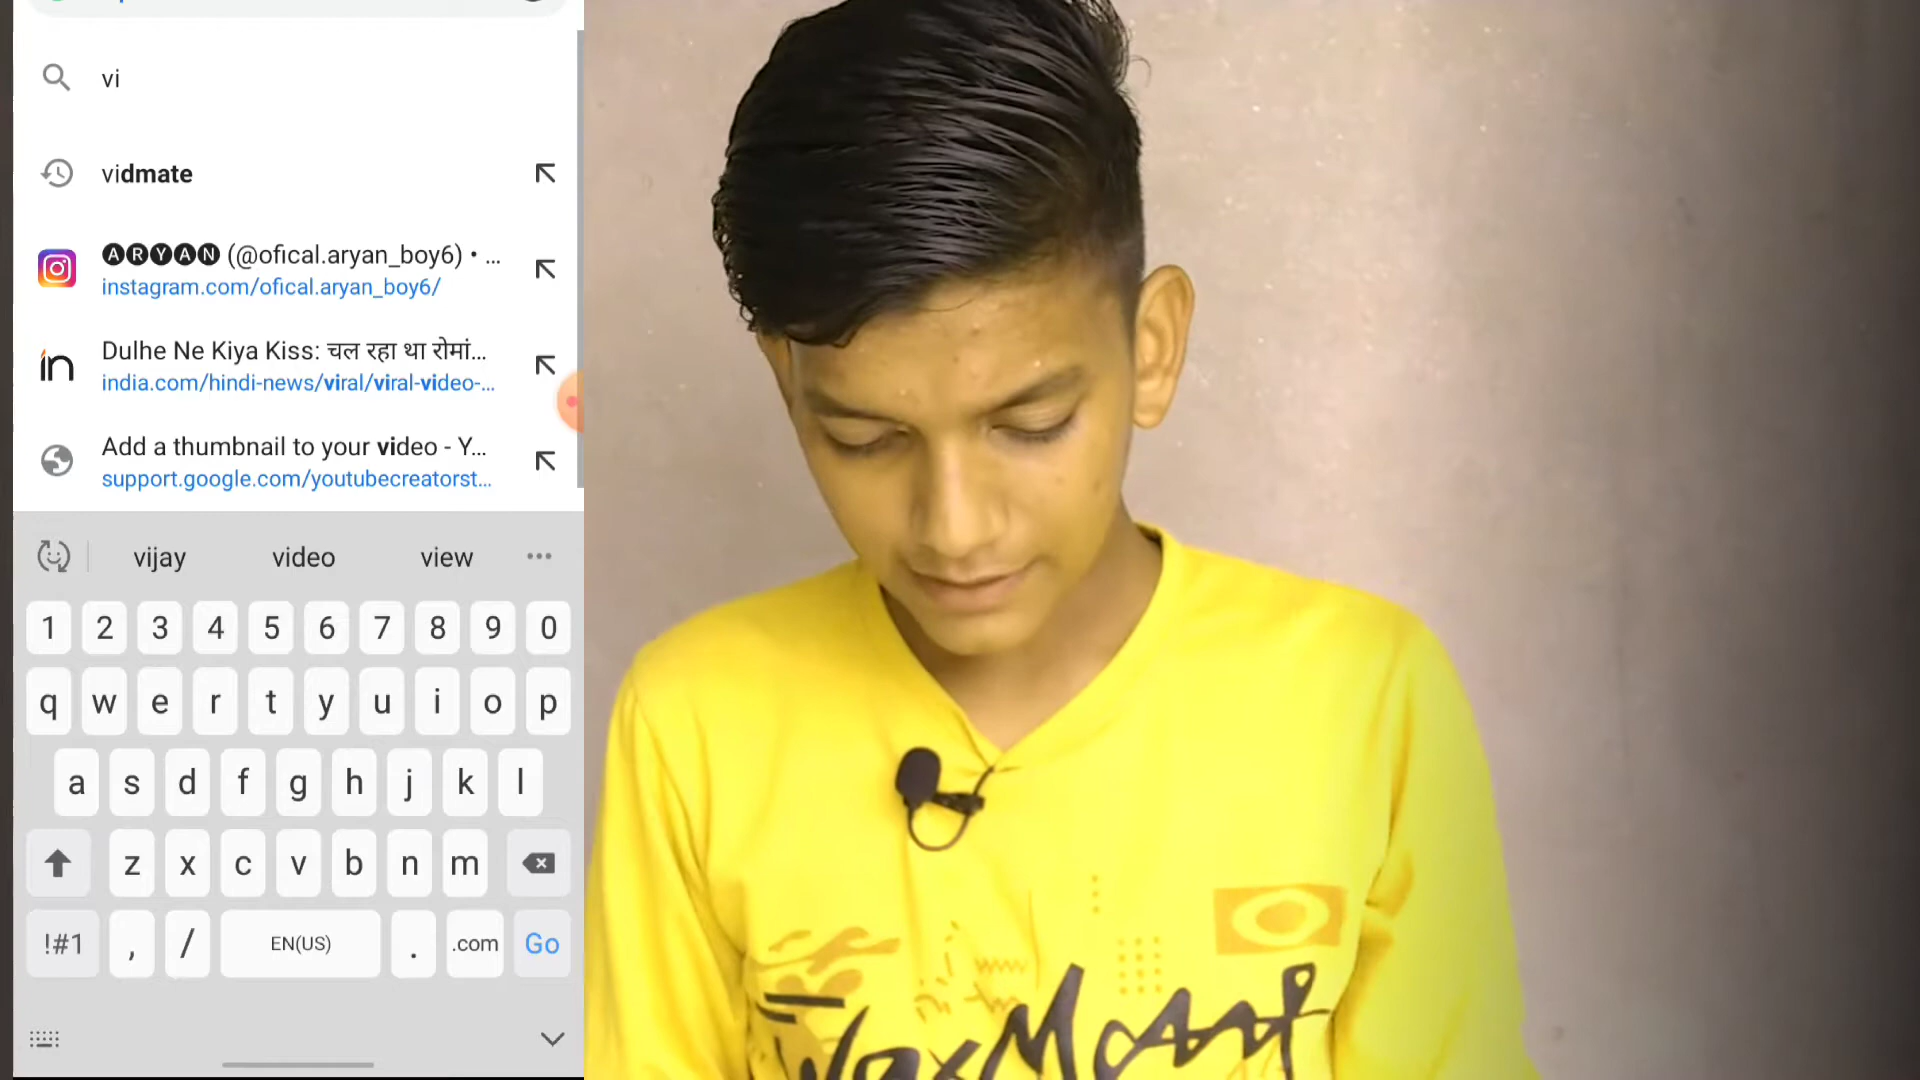 vi
vidmate
🅐🅡🅨🅐🅝 (@ofical.aryan_boy6) • ...
instagram.com/ofical.aryan_boy6/
in
Dulhe Ne Kiya Kiss: चल रहा था रोमां...
india.com/hindi-news/viral/viral-video-...
Add a thumbnail to your video - Y...
support.google.com/youtubecreatorst...
vijay video view
1 2 3 4 5 6 7 8 9 0
q w e r t y u i o p
a s d f g h j k l
z x c v b n m
!#1 , / EN(US) . .com Go